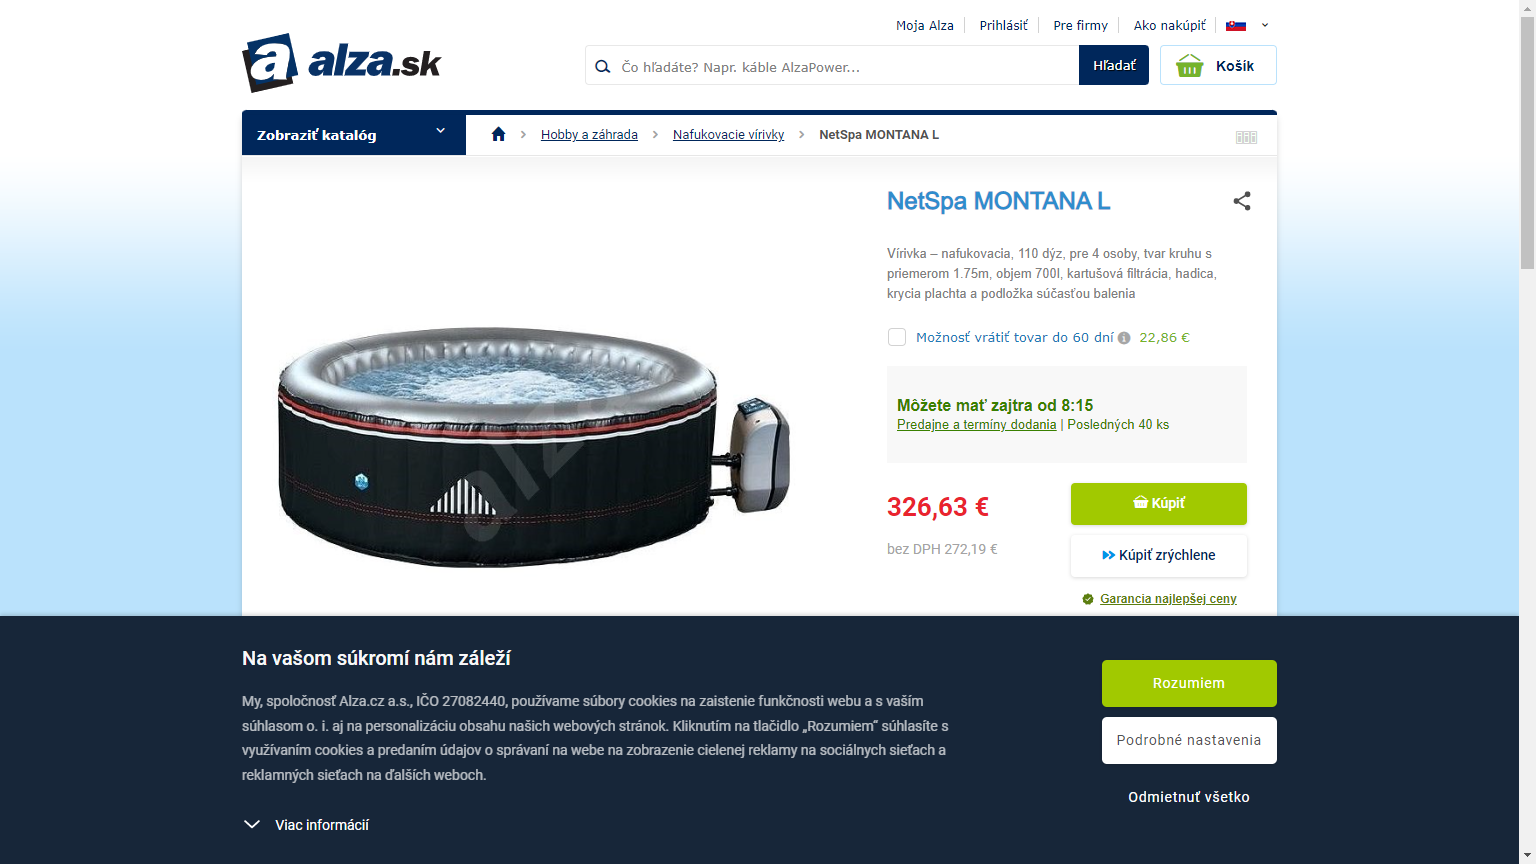 Moja Alza
Prihlásiť
Pre firmy
Ako nakúpiť
alza.sk
Čo hľadáte? Napr. káble AlzaPower...
Hľadať
Košík
Zobraziť katalóg
Hobby a záhrada
Nafukovacie vírivky
NetSpa MONTANA L
NetSpa MONTANA L
Vírivka – nafukovacia, 110 dýz, pre 4 osoby, tvar kruhu s
priemerom 1.75m, objem 700l, kartušová filtrácia, hadica,
krycia plachta a podložka súčasťou balenia
Možnosť vrátiť tovar do 60 dní 22,86 €
Môžete mať zajtra od 8:15
Predajne a termíny dodania | Posledných 40 ks
326,63 €
Kúpiť
bez DPH 272,19 €
Kúpiť zrýchlene
Garancia najlepšej ceny
alza
Na vašom súkromí nám záleží
My, spoločnosť Alza.cz a.s., IČO 27082440, používame súbory cookies na zaistenie funkčnosti webu a s vaším
súhlasom o. i. aj na personalizáciu obsahu našich webových stránok. Kliknutím na tlačidlo „Rozumiem“ súhlasíte s
využívaním cookies a predaním údajov o správaní na webe na zobrazenie cielenej reklamy na sociálnych sieťach a
reklamných sieťach na ďalších weboch.
Viac informácií
Rozumiem
Podrobné nastavenia
Odmietnuť všetko